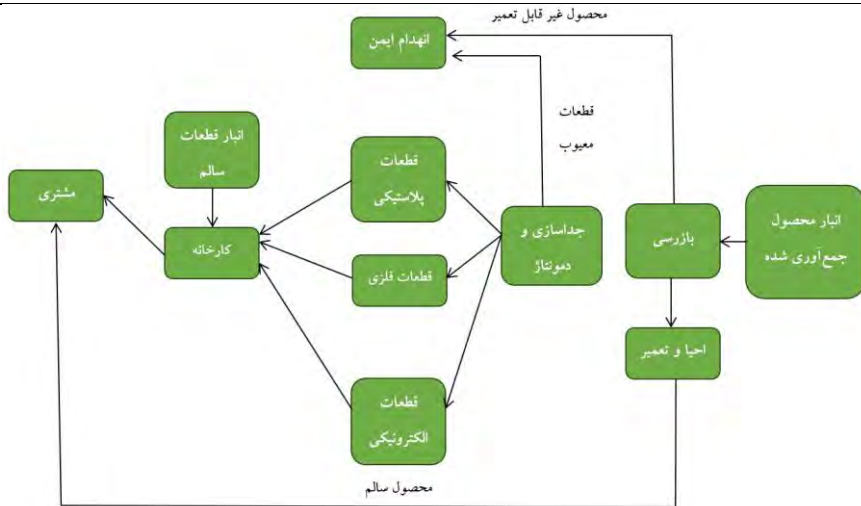 محصول غیر قابل تعمیر
انهدام ایمن
قطعات
معیوب
انبار قطعات
سالم
قطعات
پلاستیکی
مشتری
انبار محصول
جمع‌آوری شده
بازرسی
جداسازی و
دمونتاژ
کارخانه
قطعات فلزی
احیا و تعمیر
قطعات
الکترونیکی
محصول سالم